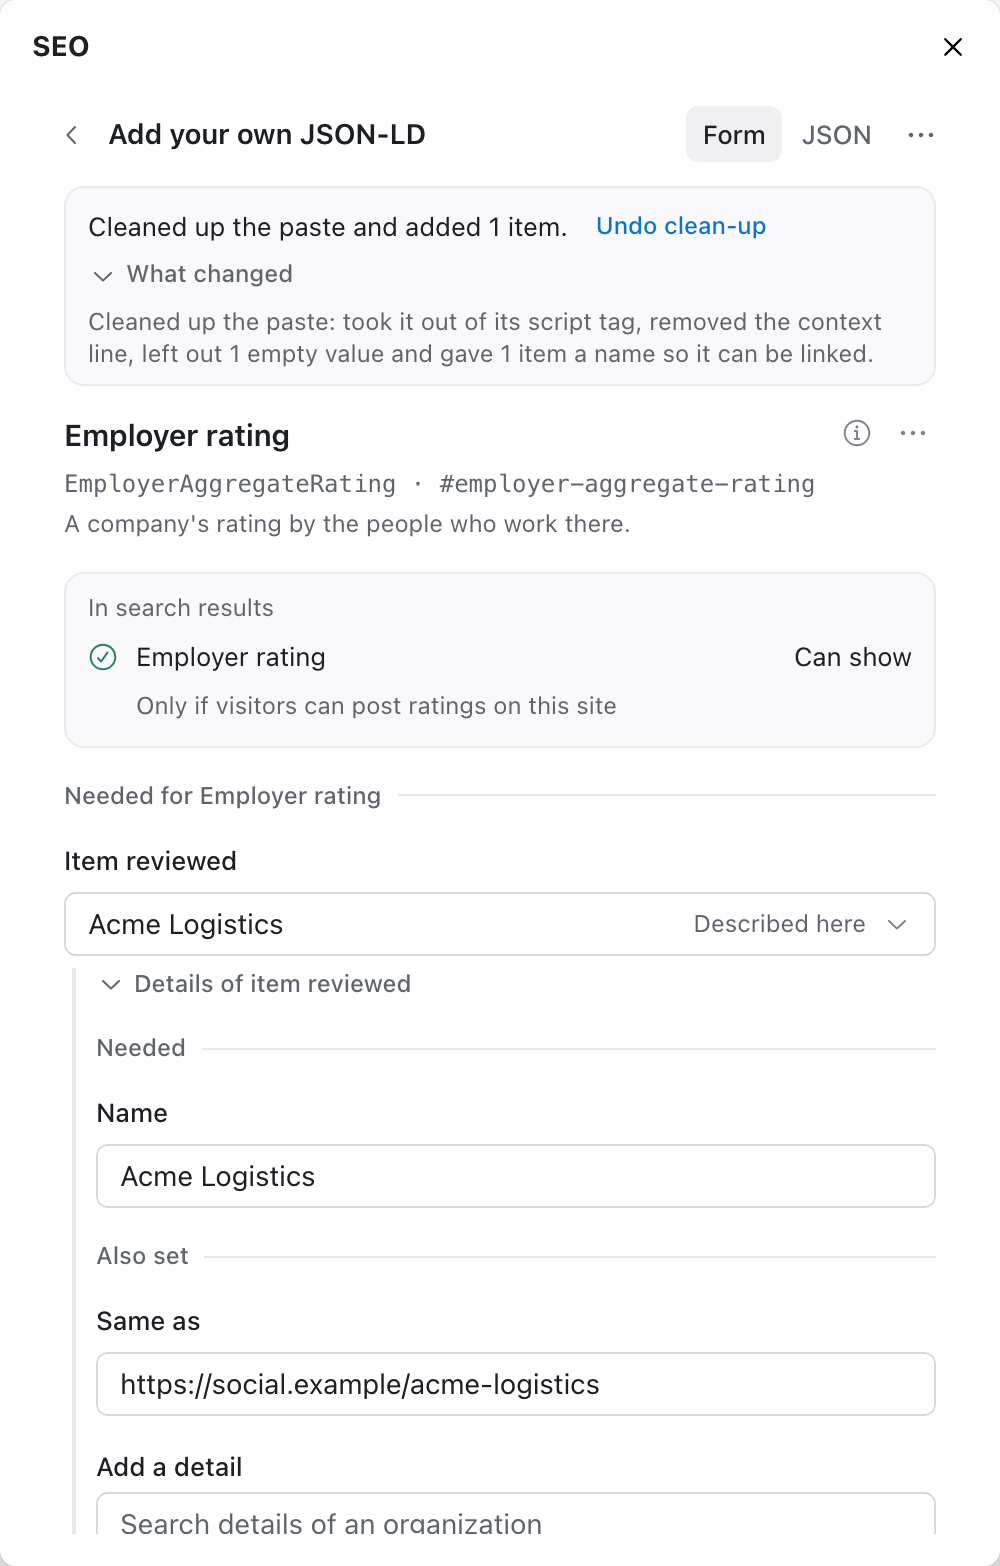 SEO
Add your own JSON-LD
Form
JSON
Cleaned up the paste and added 1 item.
Undo clean-up
What changed
Cleaned up the paste: took it out of its script tag, removed the context
line, left out 1 empty value and gave 1 item a name so it can be linked.
Employer rating
EmployerAggregateRating · #employer-aggregate-rating
A company's rating by the people who work there.
In search results
Employer rating
Can show
Only if visitors can post ratings on this site
Needed for Employer rating
Item reviewed
Acme Logistics
Described here
Details of item reviewed
Needed
Name
Acme Logistics
Also set
Same as
https://social.example/acme-logistics
Add a detail
Search details of an organization